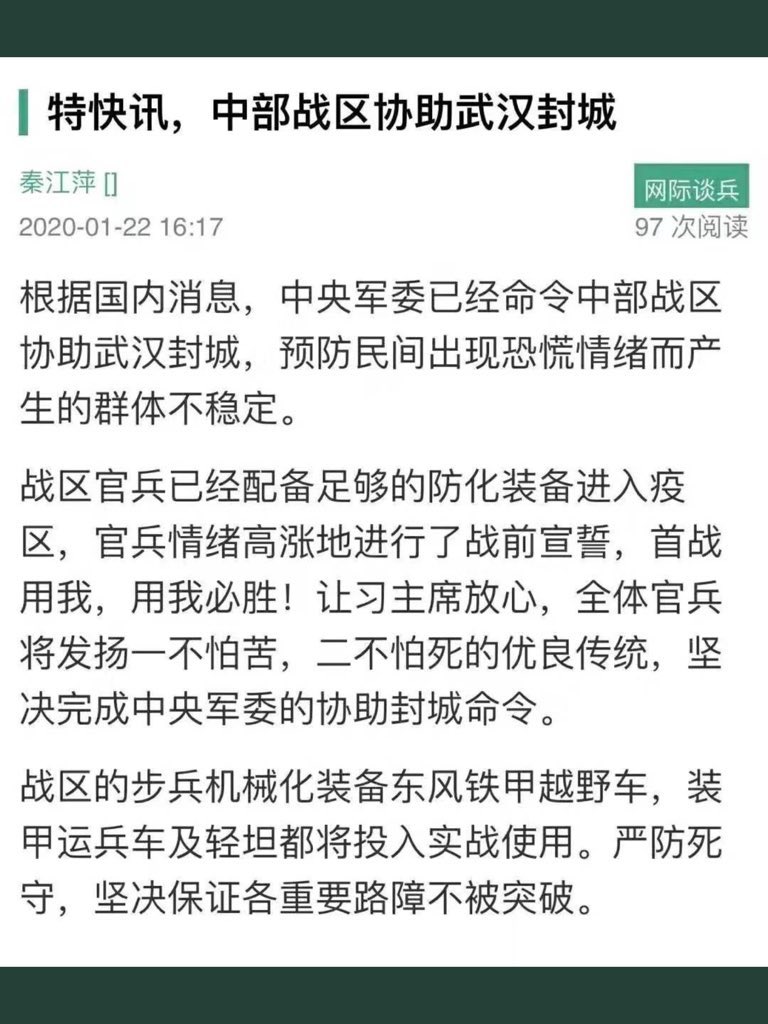 特快讯，中部战区协助武汉封城
秦江萍 []
网际谈兵
2020-01-22 16:17
97 次阅读
根据国内消息，中央军委已经命令中部战区
协助武汉封城，预防民间出现恐慌情绪而产
生的群体不稳定。
战区官兵已经配备足够的防化装备进入疫
区，官兵情绪高涨地进行了战前宣誓，首战
用我，用我必胜！让习主席放心，全体官兵
将发扬一不怕苦，二不怕死的优良传统，坚
决完成中央军委的协助封城命令。
战区的步兵机械化装备东风铁甲越野车，装
甲运兵车及轻坦都将投入实战使用。严防死
守，坚决保证各重要路障不被突破。